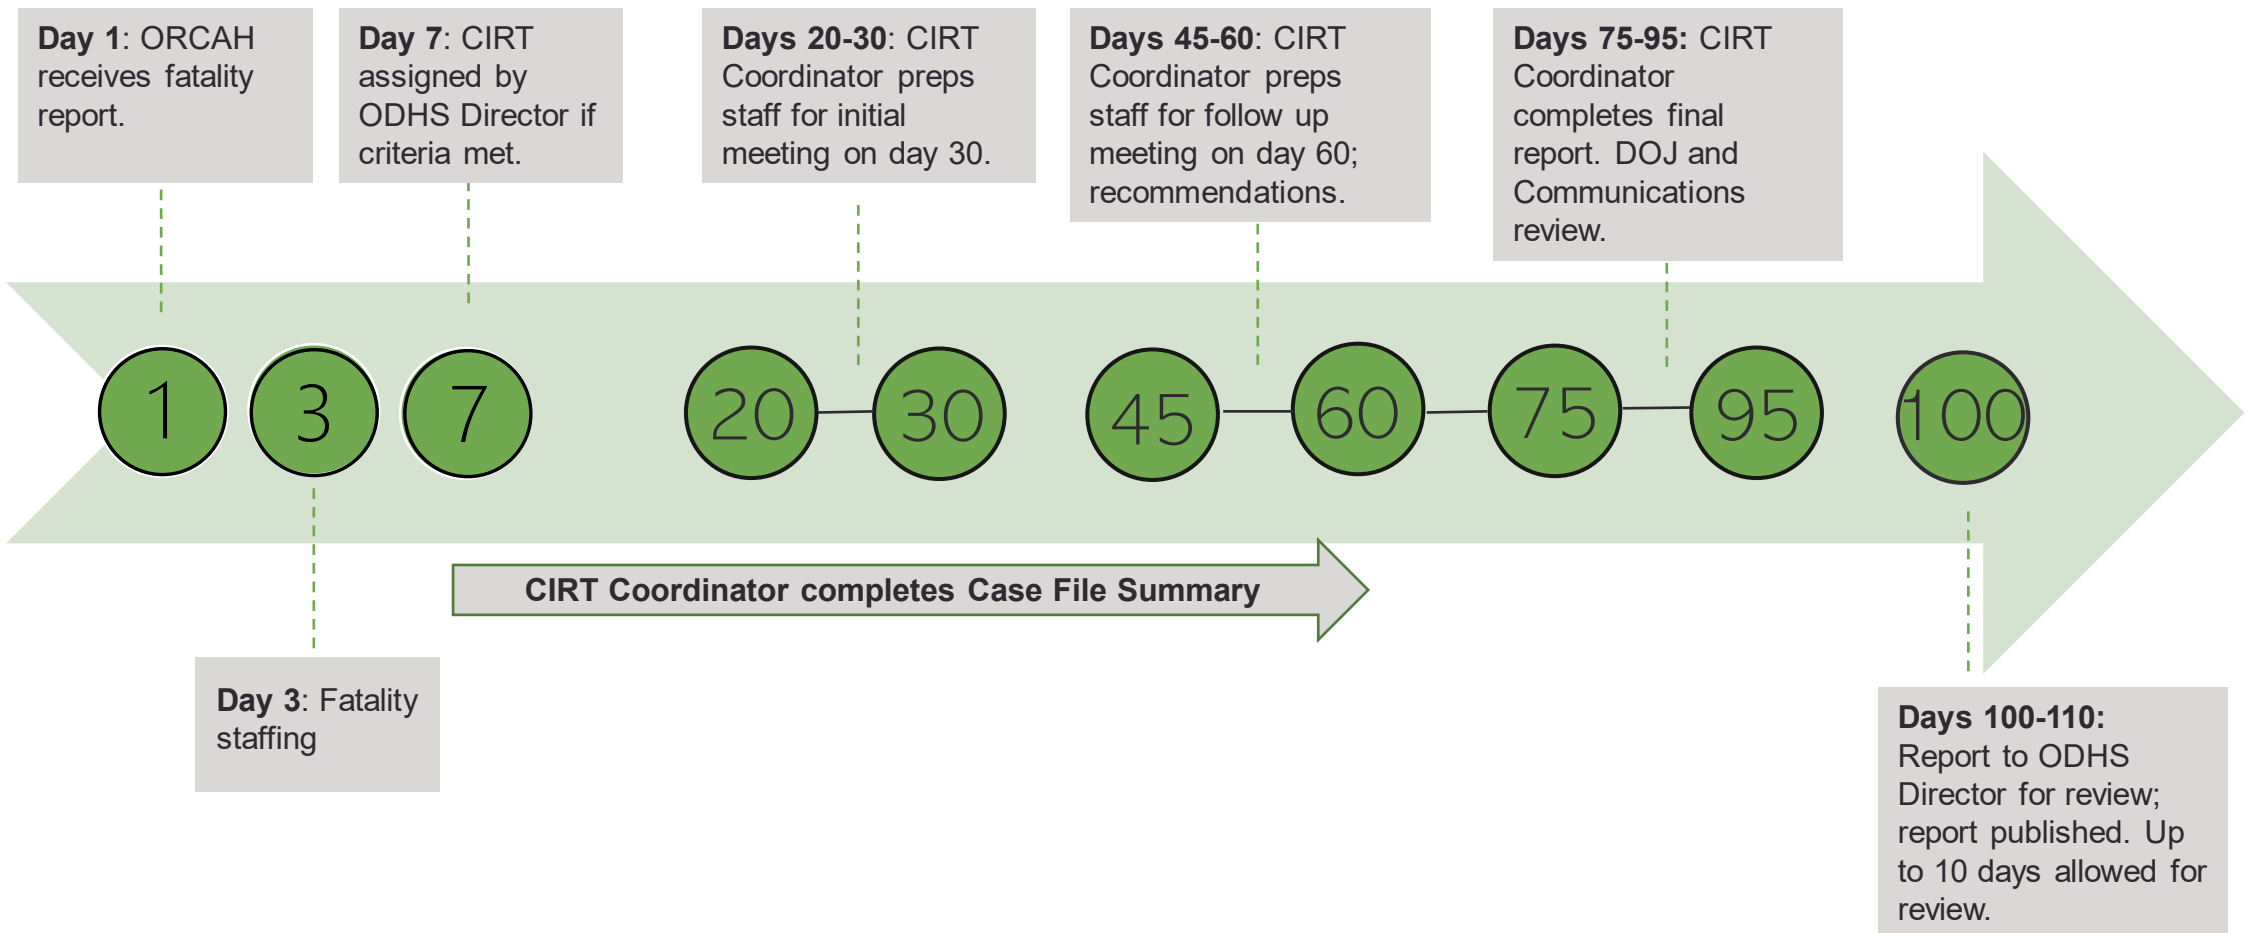 Day 1: ORCAH
receives fatality
report.
Day 7: CIRT
assigned by
ODHS Director if
criteria met.
Days 20-30: CIRT
Coordinator preps
staff for initial
meeting on day 30.
Days 45-60: CIRT
Coordinator preps
staff for follow up
meeting on day 60;
recommendations.
Days 75-95: CIRT
Coordinator
completes final
report. DOJ and
Communications
review.
1
3
7
20
30
45
60
75
95
100
CIRT Coordinator completes Case File Summary
Day 3: Fatality
staffing
Days 100-110:
Report to ODHS
Director for review;
report published. Up
to 10 days allowed for
review.